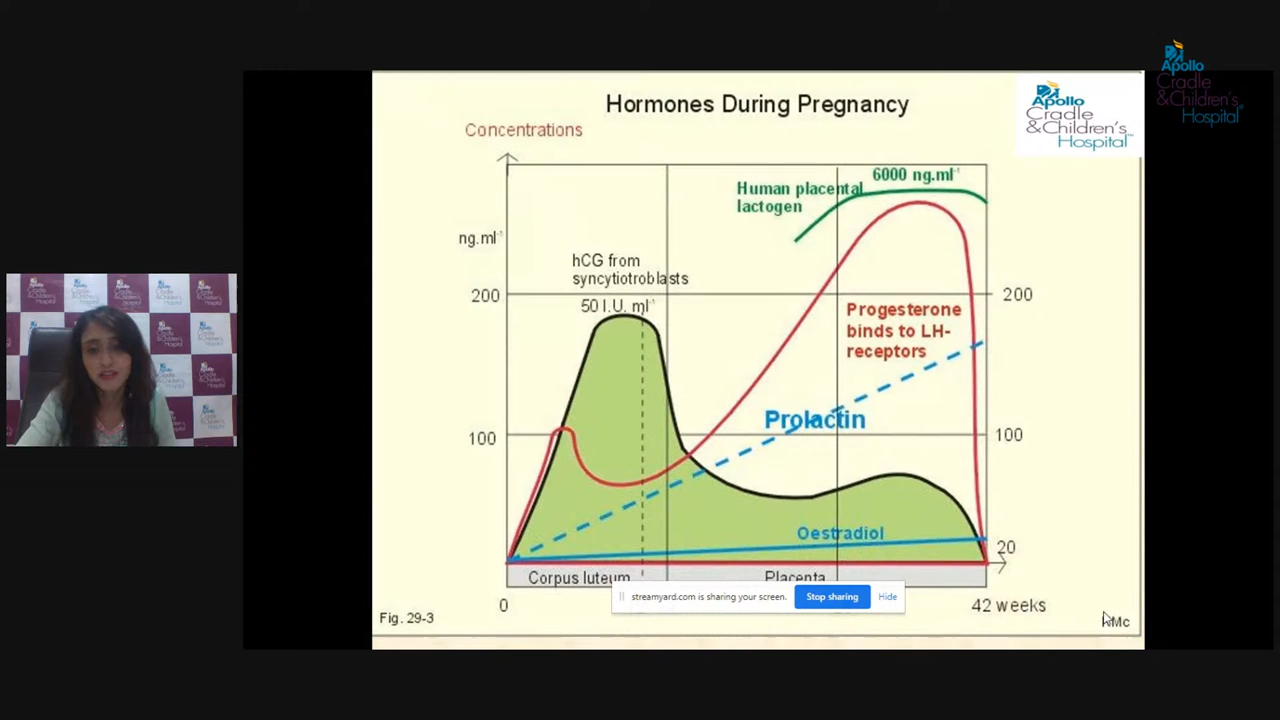 Hormones During Pregnancy
Concentrations
Apollo
Cradle
&Children's
Hospital
Apollo
Cradle
&Children's
Hospital
6000 ng.ml⁻¹
Human placental
lactogen
ng.ml⁻¹
hCG from
syncytiotroblasts
50 I.U. ml⁻¹
200
200
Progesterone
binds to LH-
receptors
Prolactin
100
100
Oestradiol
20
Corpus luteum
Placenta
streamyard.com is sharing your screen.
Stop sharing
Hide
0
42 weeks
Fig. 29-3